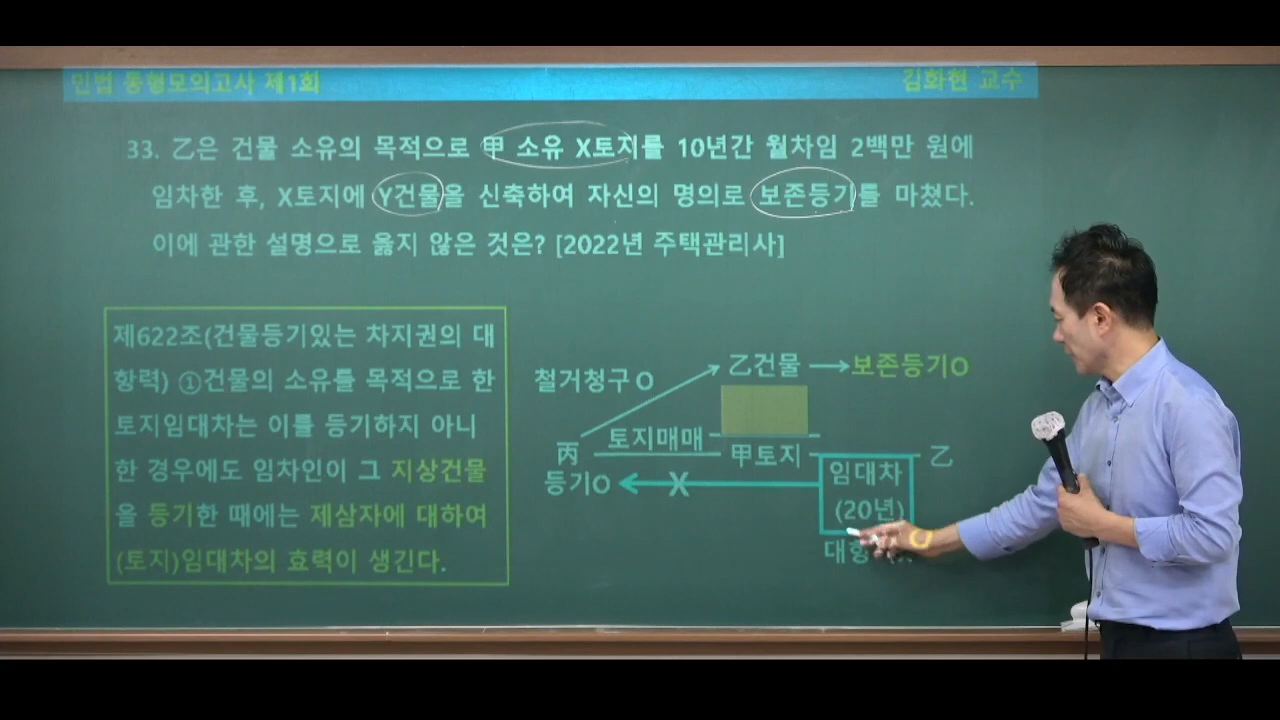 민법 동형모의고사 제1회
김화현 교수
33. 乙은 건물 소유의 목적으로 甲 소유 X토지를 10년간 월차임 2백만 원에
임차한 후, X토지에 Y건물을 신축하여 자신의 명의로 보존등기를 마쳤다.
이에 관한 설명으로 옳지 않은 것은? [2022년 주택관리사]
제622조(건물등기있는 차지권의 대
항력) ①건물의 소유를 목적으로 한
토지임대차는 이를 등기하지 아니
한 경우에도 임차인이 그 지상건물
을 등기한 때에는 제삼자에 대하여
(토지)임대차의 효력이 생긴다.
철거청구 O
乙건물
보존등기O
丙
토지매매
甲토지
乙
등기O
X
임대차
(20년)